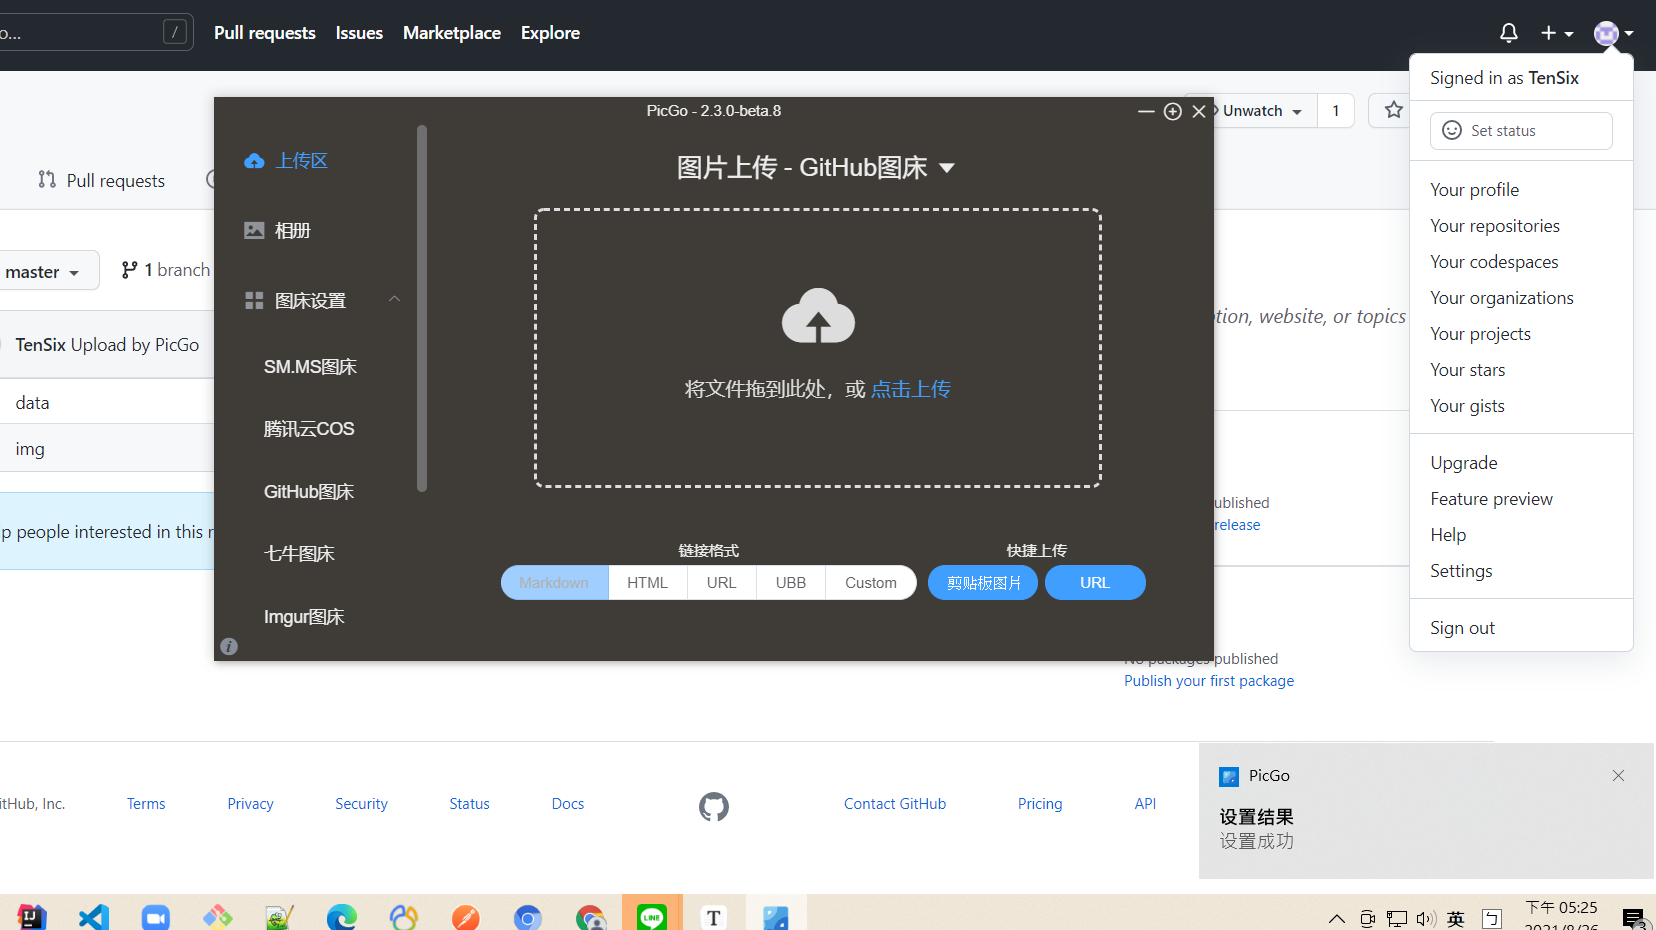 o...
/
Pull requests
Issues
Marketplace
Explore
Signed in as TenSix
Set status
Your profile
Your repositories
Your codespaces
Your organizations
Your projects
Your stars
Your gists
Upgrade
Feature preview
Help
Settings
Sign out
Unwatch
1
Pull requests
master
1 branch
TenSix Upload by PicGo
data
img
p people interested in this r
PicGo - 2.3.0-beta.8
上传区
相册
图床设置
SM.MS图床
腾讯云COS
GitHub图床
七牛图床
Imgur图床
图片上传 - GitHub图床
将文件拖到此处，或 点击上传
链接格式
Markdown
HTML
URL
UBB
Custom
快捷上传
剪贴板图片
URL
tion, website, or topics
ublished
release
No packages published
Publish your first package
itHub, Inc.
Terms
Privacy
Security
Status
Docs
Contact GitHub
Pricing
API
PicGo
设置结果
设置成功
IJ
LINE
T
英
ㄅ
下午 05:25
2021/8/26
3